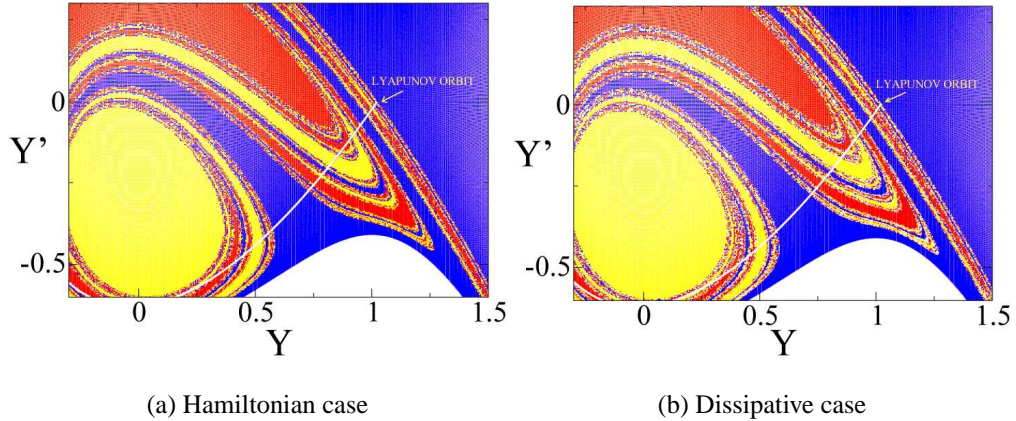 LYAPUNOV ORBIT
0
Y’
-0.5
0
0.5
1
1.5
Y
(a) Hamiltonian case
LYAPUNOV ORBIT
0
Y’
-0.5
0
0.5
1
1.5
Y
(b) Dissipative case